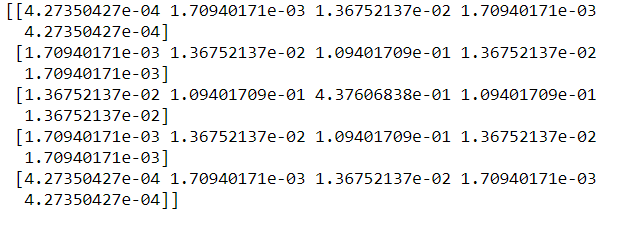 [[4.27350427e-04 1.70940171e-03 1.36752137e-02 1.70940171e-03
4.27350427e-04]
[1.70940171e-03 1.36752137e-02 1.09401709e-01 1.36752137e-02
1.70940171e-03]
[1.36752137e-02 1.09401709e-01 4.37606838e-01 1.09401709e-01
1.36752137e-02]
[1.70940171e-03 1.36752137e-02 1.09401709e-01 1.36752137e-02
1.70940171e-03]
[4.27350427e-04 1.70940171e-03 1.36752137e-02 1.70940171e-03
4.27350427e-04]]